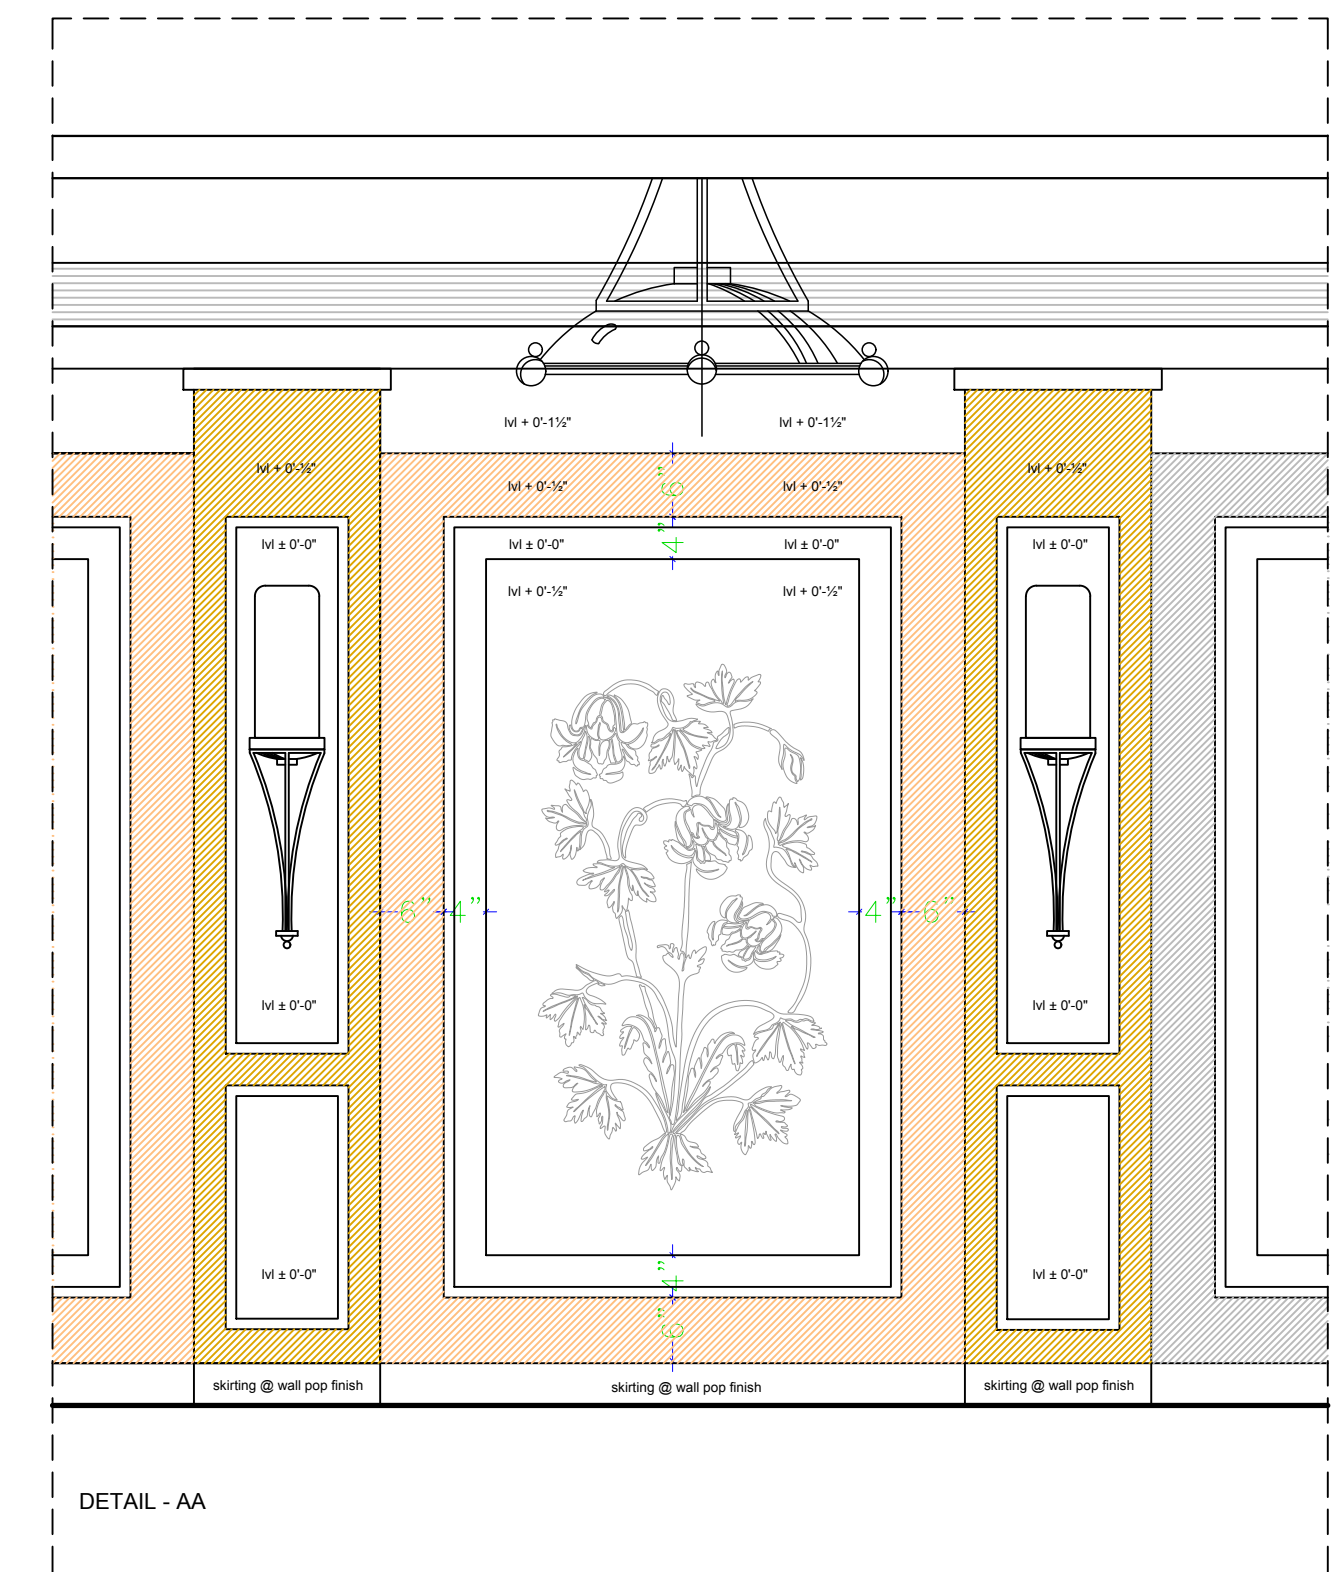 lvl + 0'-1½" lvl + 0'-1½"
lvl + 0'-½" lvl + 0'-½"
6"
lvl + 0'-½" lvl + 0'-½"
lvl ± 0'-0" lvl ± 0'-0" 4" lvl ± 0'-0" lvl ± 0'-0"
lvl + 0'-½" lvl + 0'-½"
6" 4" 4" 6"
lvl ± 0'-0" lvl ± 0'-0"
lvl ± 0'-0" 4" lvl ± 0'-0"
6"
skirting @ wall pop finish skirting @ wall pop finish skirting @ wall pop finish
DETAIL - AA